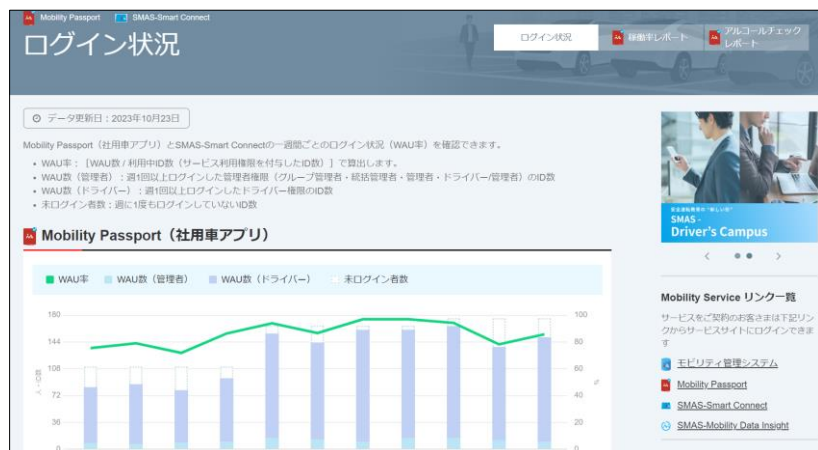 Mobility Passport SMAS-Smart Connect
ログイン状況
ログイン状況
稼働率レポート
アルコールチェック
レポート
データ更新日：2023年10月23日
Mobility Passport（社用車アプリ）とSMAS-Smart Connectの一週間ごとのログイン状況（WAU率）を確認できます。
• WAU率：［WAU数 / 利用中ID数（サービス利用権限を付与したID数）］で算出します。
• WAU数（管理者）：週1回以上ログインした管理者権限（グループ管理者・統括管理者・管理者・ドライバー/管理者）のID数
• WAU数（ドライバー）：週1回以上ログインしたドライバー権限のID数
• 未ログイン者数：週に1度もログインしていないID数
Mobility Passport（社用車アプリ）
WAU率 WAU数（管理者） WAU数（ドライバー） 未ログイン者数
180 100
144 80
108 60
人・ID数 %
72 40
36 20
0 0
SMAS -
Driver's Campus
Mobility Service リンク一覧
サービスをご契約のお客さまは下記リン
クからサービスサイトにログインできま
す
モビリティ管理システム
Mobility Passport
SMAS-Smart Connect
SMAS-Mobility Data Insight